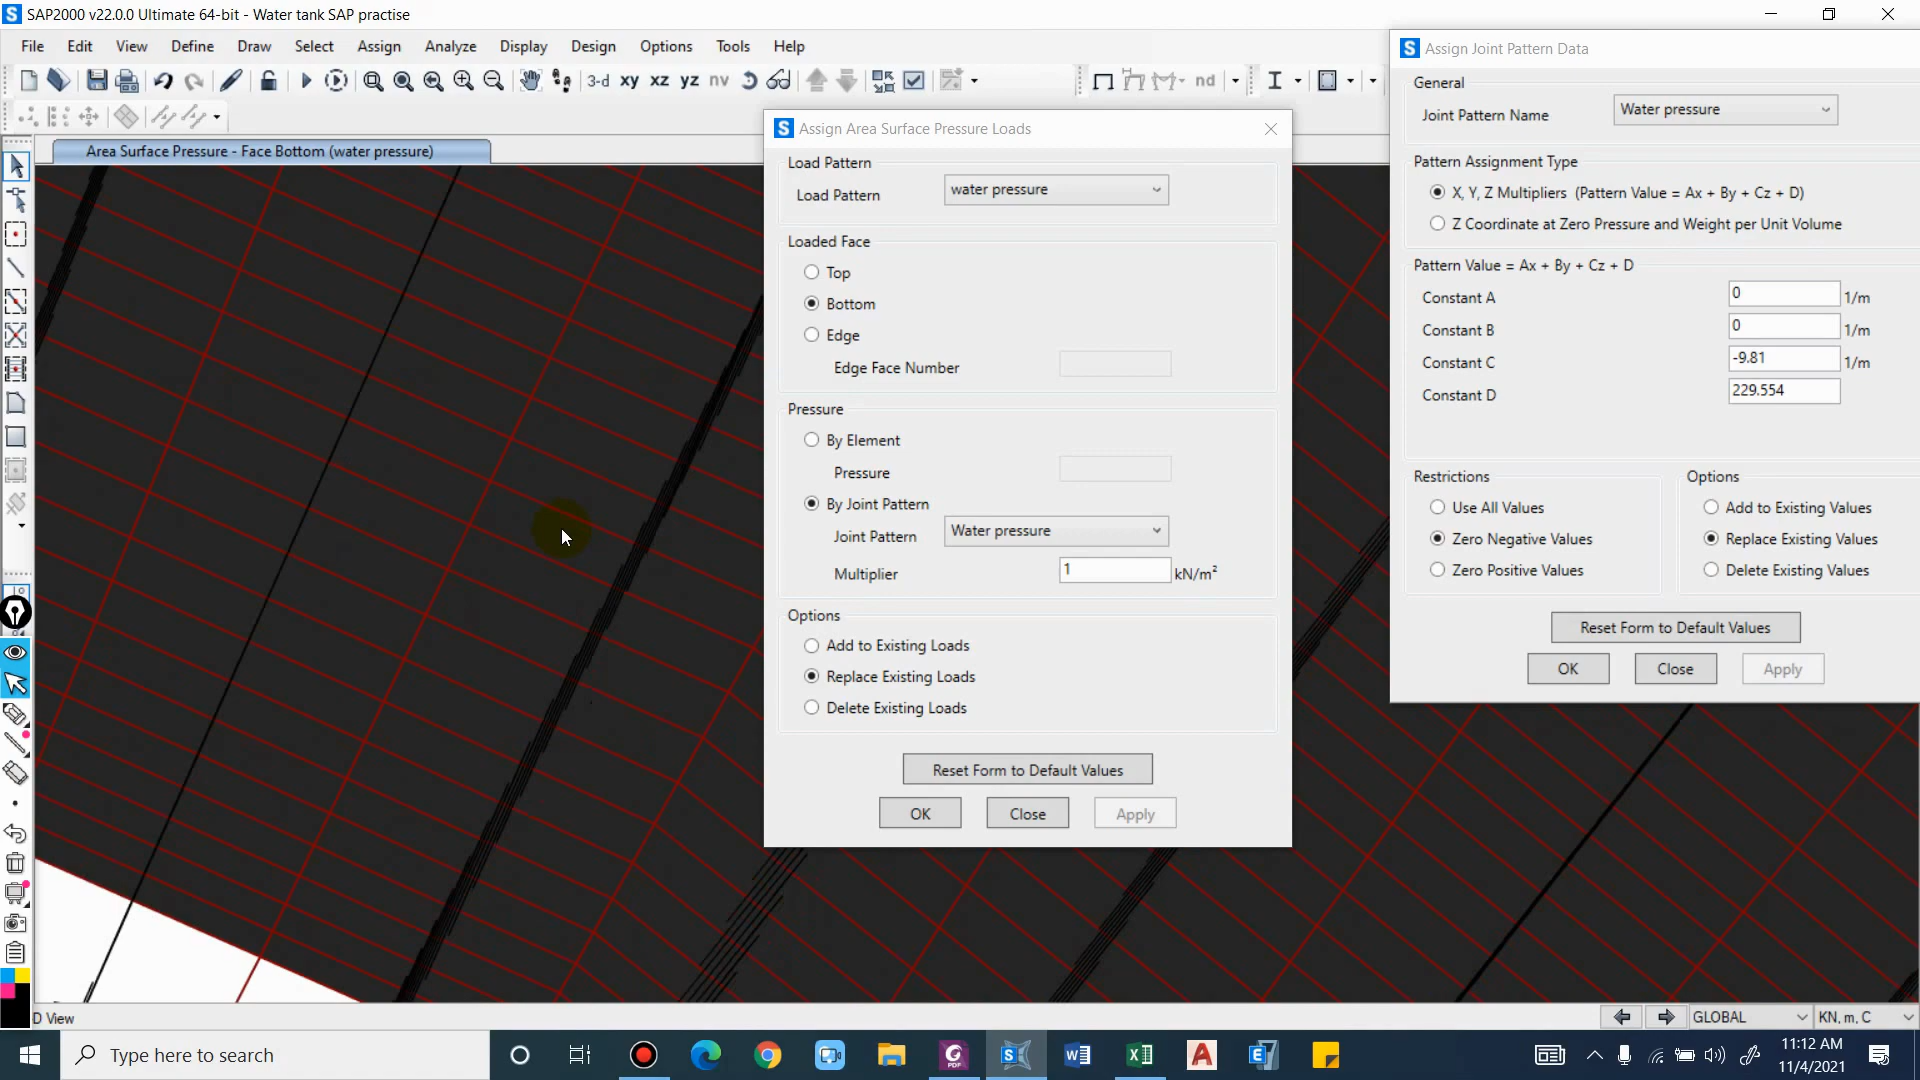 SAP2000 v22.0.0 Ultimate 64-bit - Water tank SAP practise
File Edit View Define Draw Select Assign Analyze Display Design Options Tools Help
3-d xy xz yz nv nd
Area Surface Pressure - Face Bottom (water pressure)
Assign Area Surface Pressure Loads
Load Pattern
Load Pattern water pressure
Loaded Face
Top
Bottom
Edge
Edge Face Number
Pressure
By Element
Pressure
By Joint Pattern
Joint Pattern Water pressure
Multiplier 1 kN/m²
Options
Add to Existing Loads
Replace Existing Loads
Delete Existing Loads
Reset Form to Default Values
OK Close Apply
Assign Joint Pattern Data
General
Joint Pattern Name Water pressure
Pattern Assignment Type
X, Y, Z Multipliers (Pattern Value = Ax + By + Cz + D)
Z Coordinate at Zero Pressure and Weight per Unit Volume
Pattern Value = Ax + By + Cz + D
Constant A 0 1/m
Constant B 0 1/m
Constant C -9.81 1/m
Constant D 229.554
Restrictions
Use All Values
Zero Negative Values
Zero Positive Values
Options
Add to Existing Values
Replace Existing Values
Delete Existing Values
Reset Form to Default Values
OK Close Apply
D View
GLOBAL KN, m, C
Type here to search
11:12 AM
11/4/2021